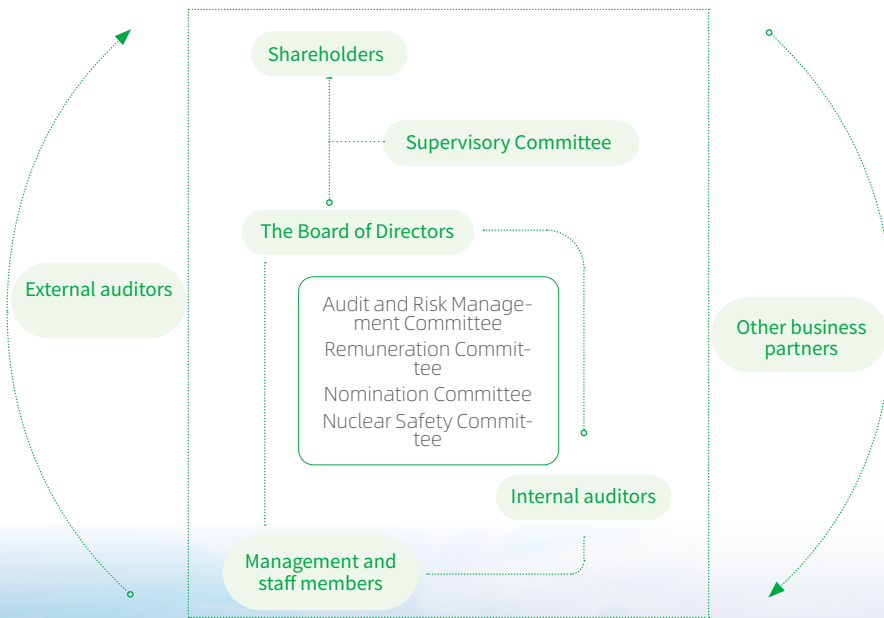 Shareholders
Supervisory Committee
The Board of Directors
External auditors
Audit and Risk Manage-
ment Committee
Remuneration Commit-
tee
Nomination Committee
Nuclear Safety Commit-
tee
Other business
partners
Internal auditors
Management and
staff members